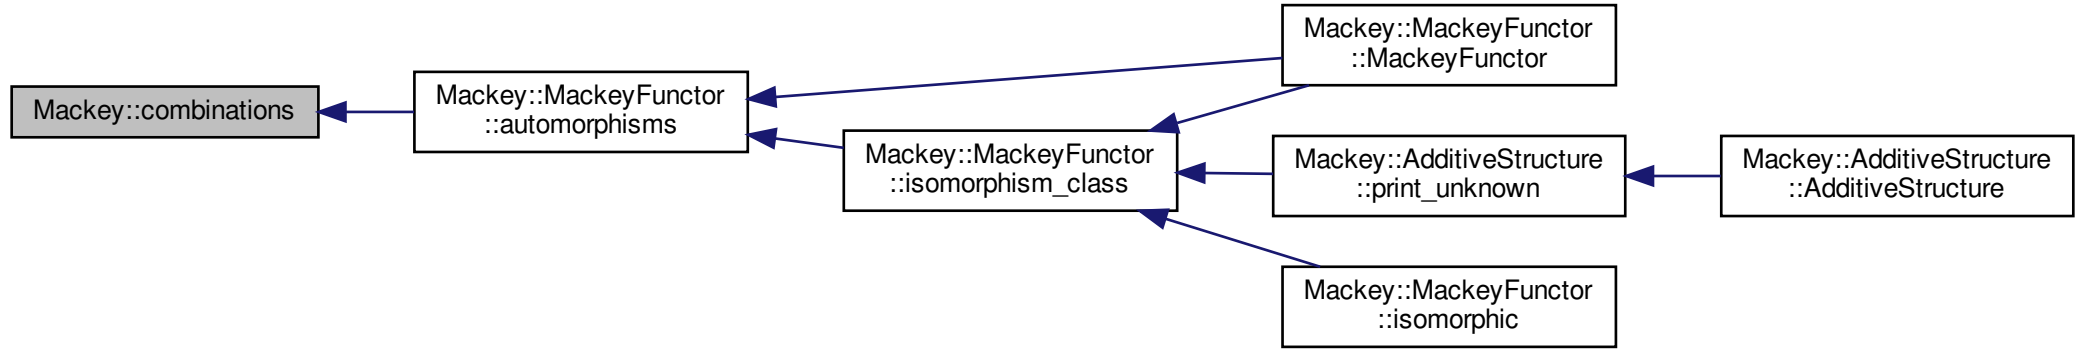 Mackey::combinations
Mackey::MackeyFunctor
::automorphisms
Mackey::MackeyFunctor
::MackeyFunctor
Mackey::MackeyFunctor
::isomorphism_class
Mackey::AdditiveStructure
::print_unknown
Mackey::AdditiveStructure
::AdditiveStructure
Mackey::MackeyFunctor
::isomorphic